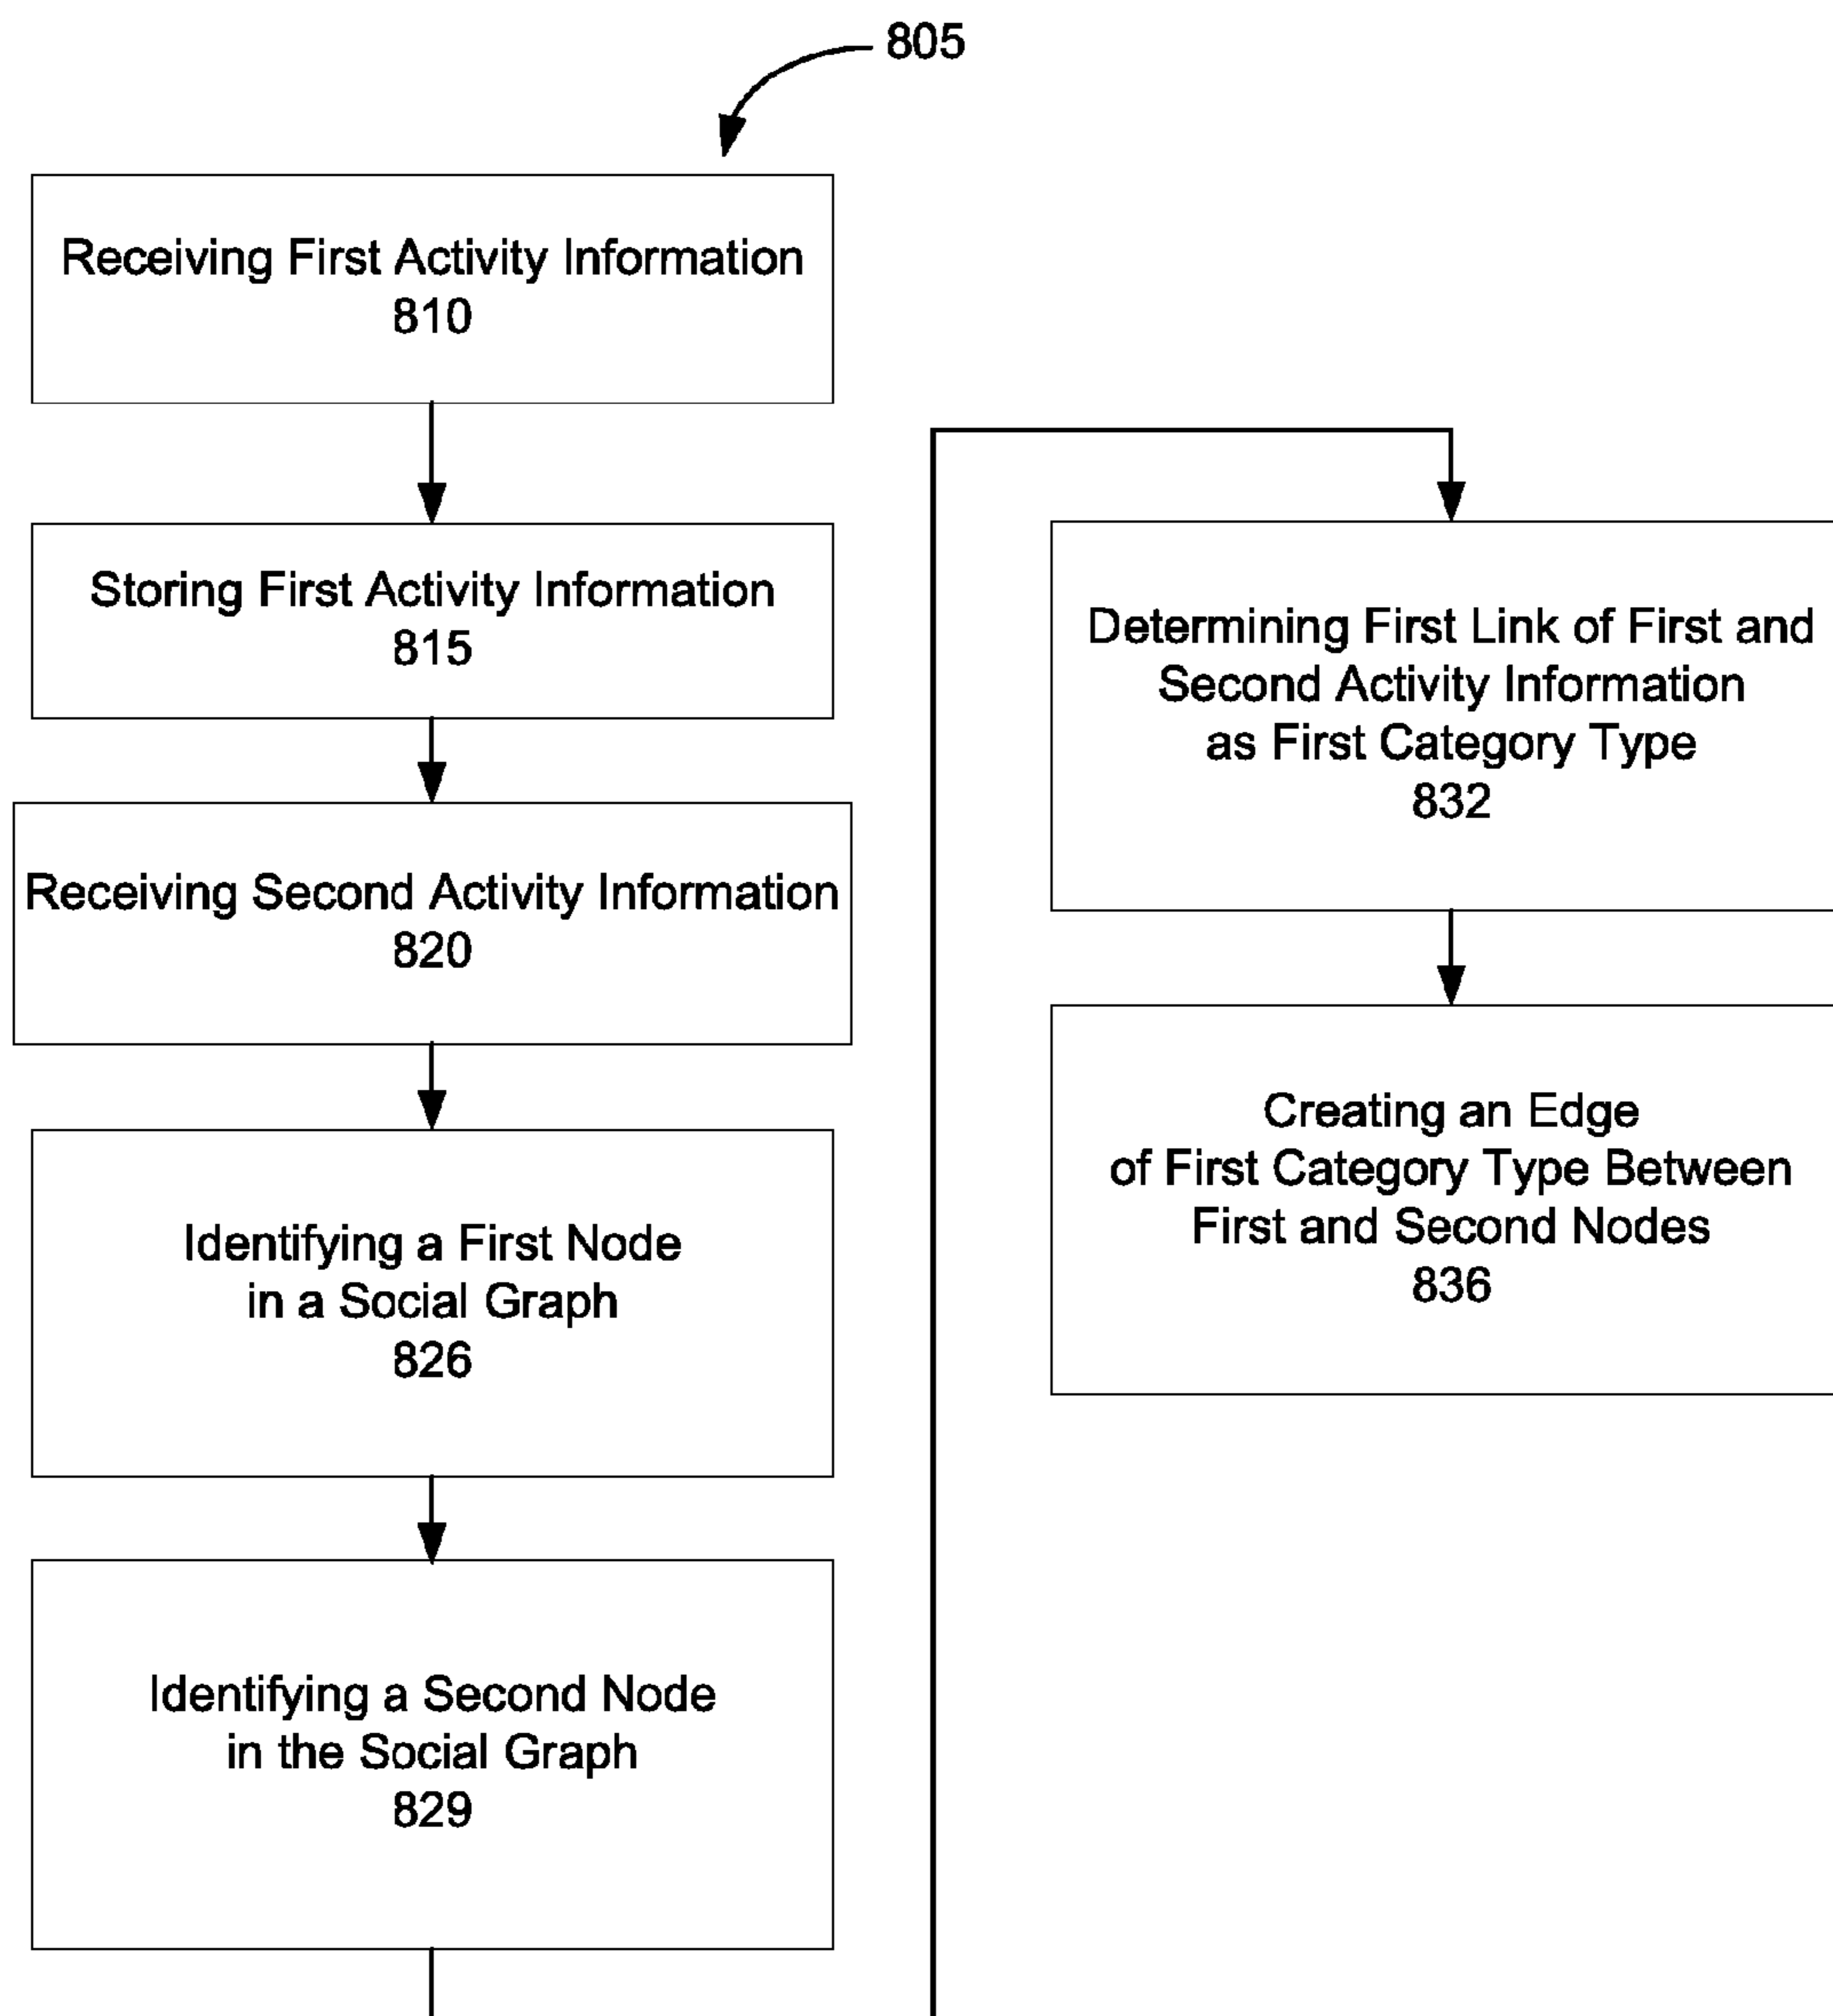 805
Receiving First Activity Information
810
Storing First Activity Information
815
Receiving Second Activity Information
820
Identifying a First Node
in a Social Graph
826
Identifying a Second Node
in the Social Graph
829
Determining First Link of First and
Second Activity Information
as First Category Type
832
Creating an Edge
of First Category Type Between
First and Second Nodes
836